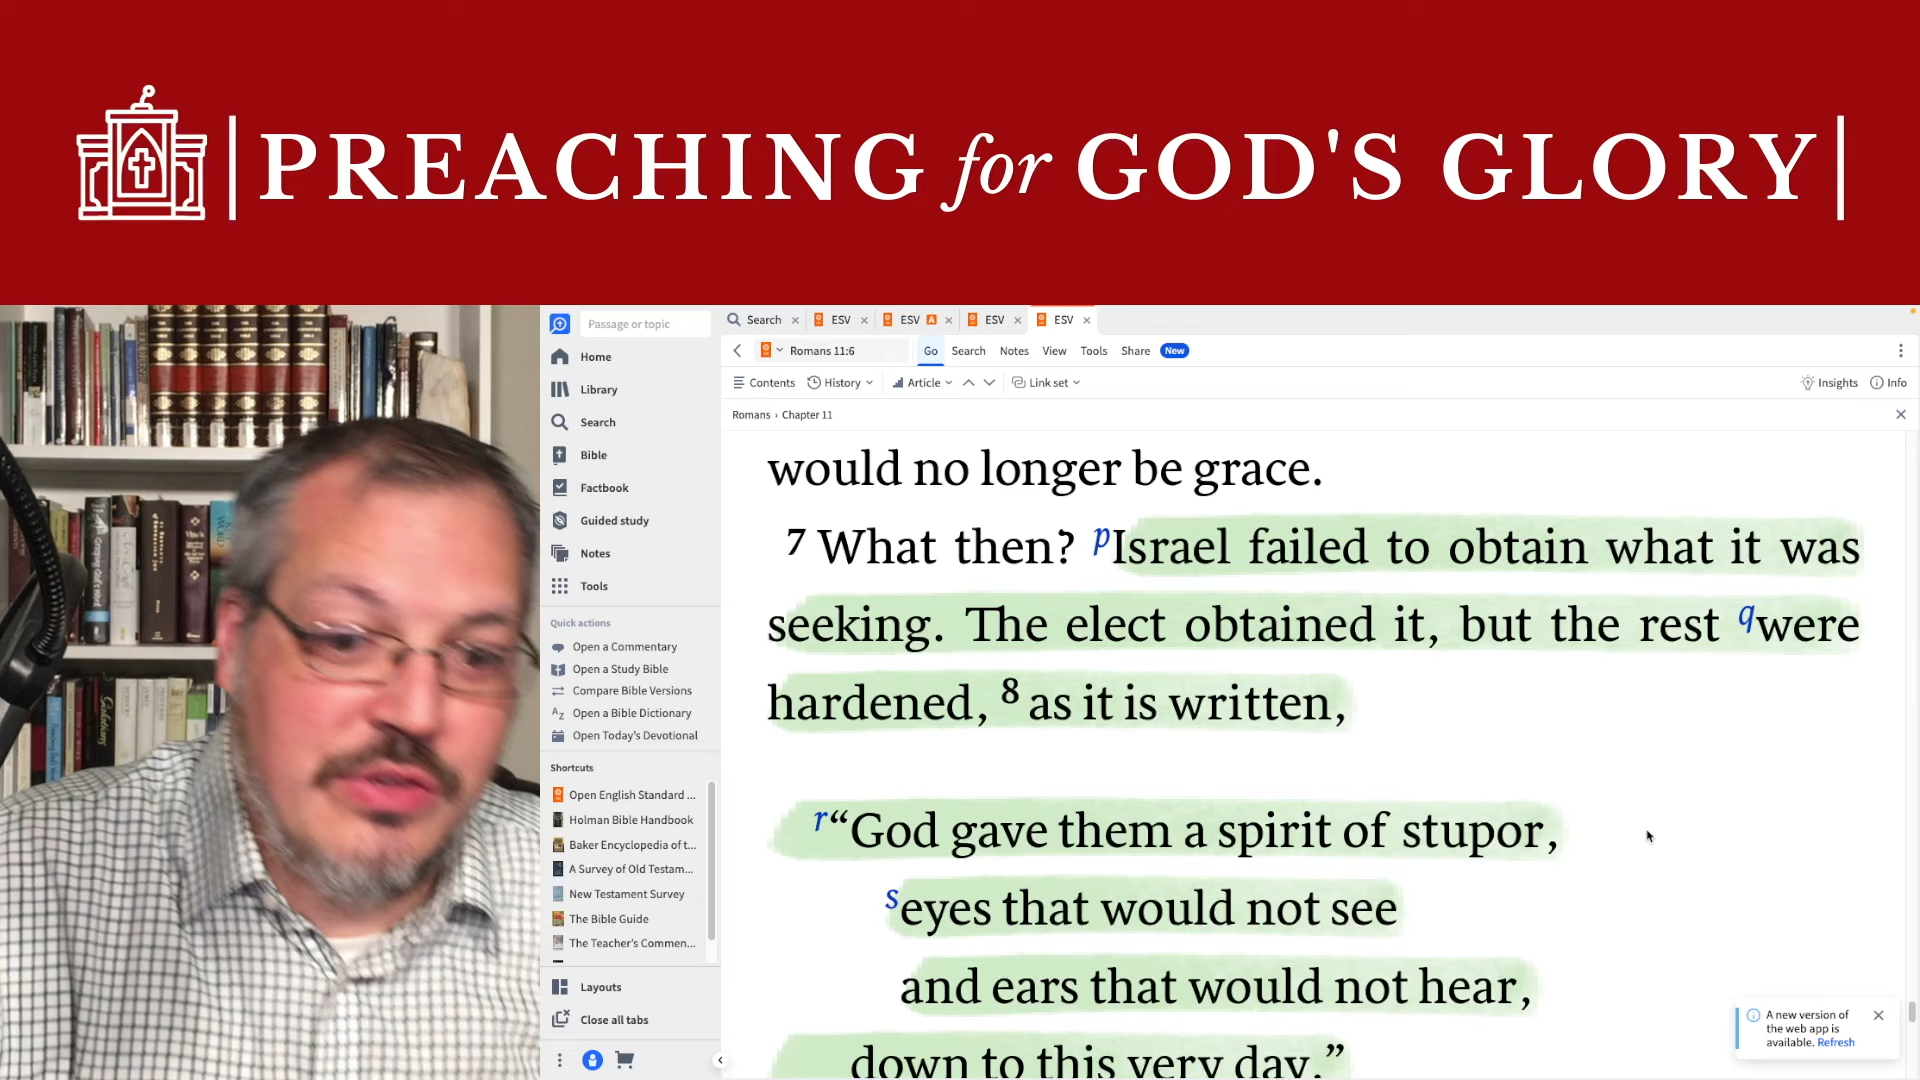 PREACHING for GOD'S GLORY
Passage or topic
Home
Library
Search
Bible
Factbook
Guided study
Notes
Tools
Quick actions
Open a Commentary
Open a Study Bible
Compare Bible Versions
Open a Bible Dictionary
Open Today's Devotional
Shortcuts
Open English Standard ...
Holman Bible Handbook
Baker Encyclopedia of t...
A Survey of Old Testam...
New Testament Survey
The Bible Guide
The Teacher's Commen...
Layouts
Close all tabs
Search ESV ESV A ESV ESV
Romans 11:6 Go Search Notes View Tools Share New
Contents History Article Link set Insights Info
Romans › Chapter 11
would no longer be grace.
7 What then? pIsrael failed to obtain what it was
seeking. The elect obtained it, but the rest qwere
hardened, 8 as it is written,
r“God gave them a spirit of stupor,
seyes that would not see
and ears that would not hear,
down to this very day.”
A new version of
the web app is
available. Refresh